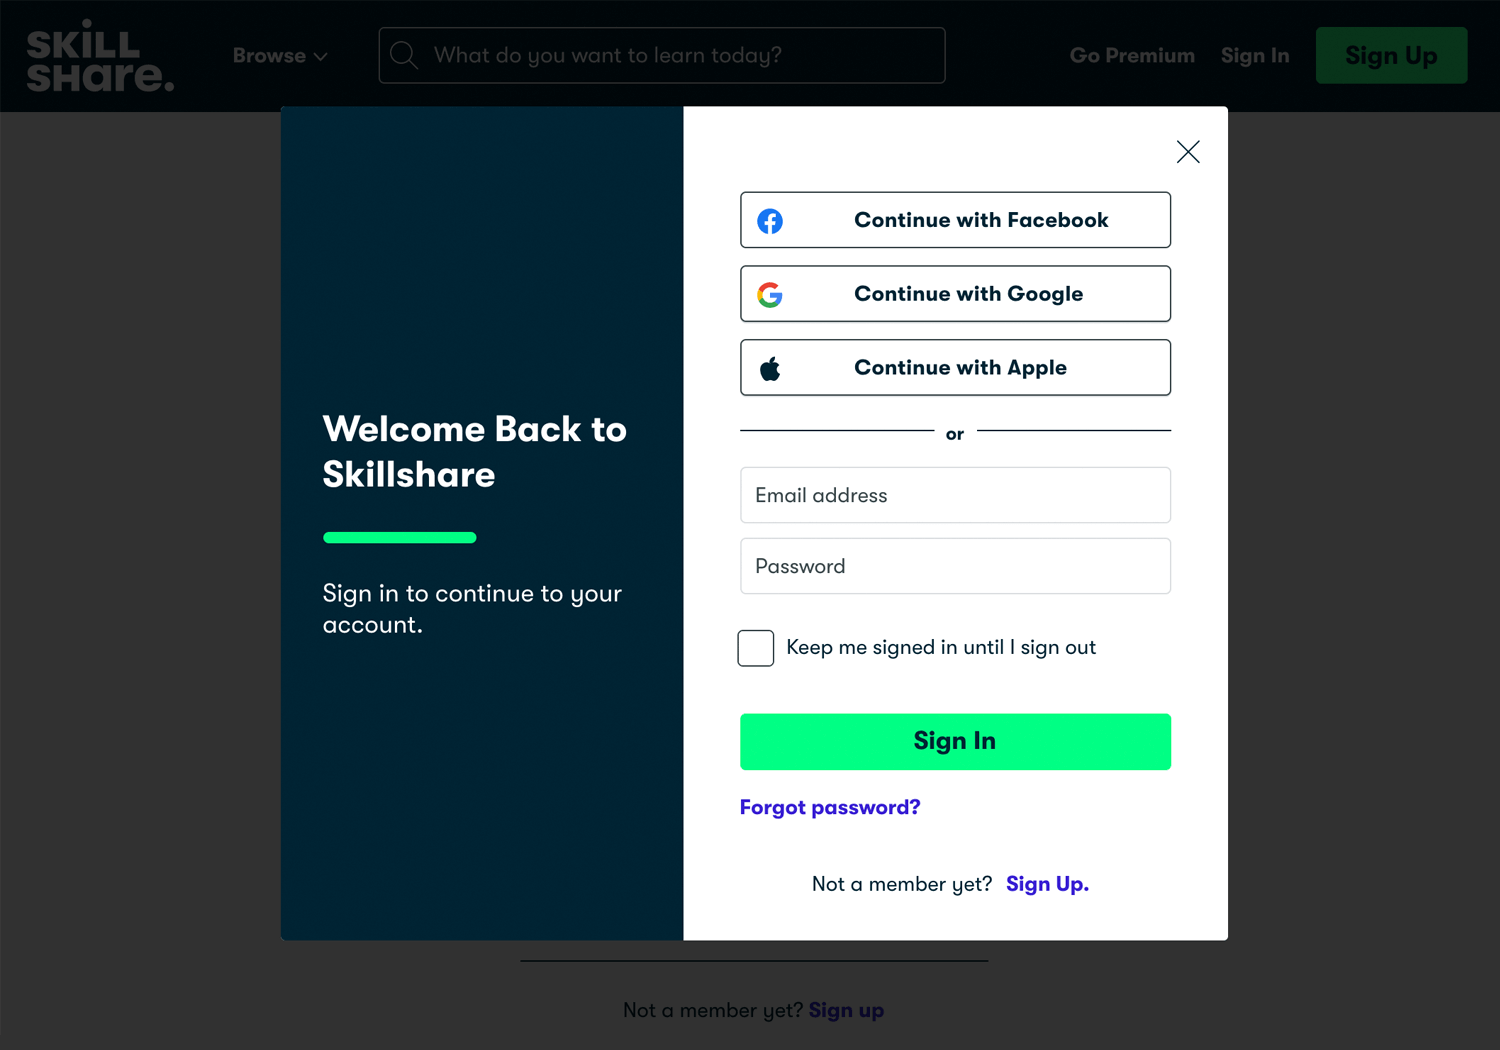 SKILL
SHare.
Browse
What do you want to learn today?
Go Premium
Sign In
Sign Up
Welcome Back to
Skillshare
Sign in to continue to your
account.
Continue with Facebook
Continue with Google
Continue with Apple
or
Email address
Password
Keep me signed in until I sign out
Sign In
Forgot password?
Not a member yet? Sign Up.
Not a member yet? Sign up